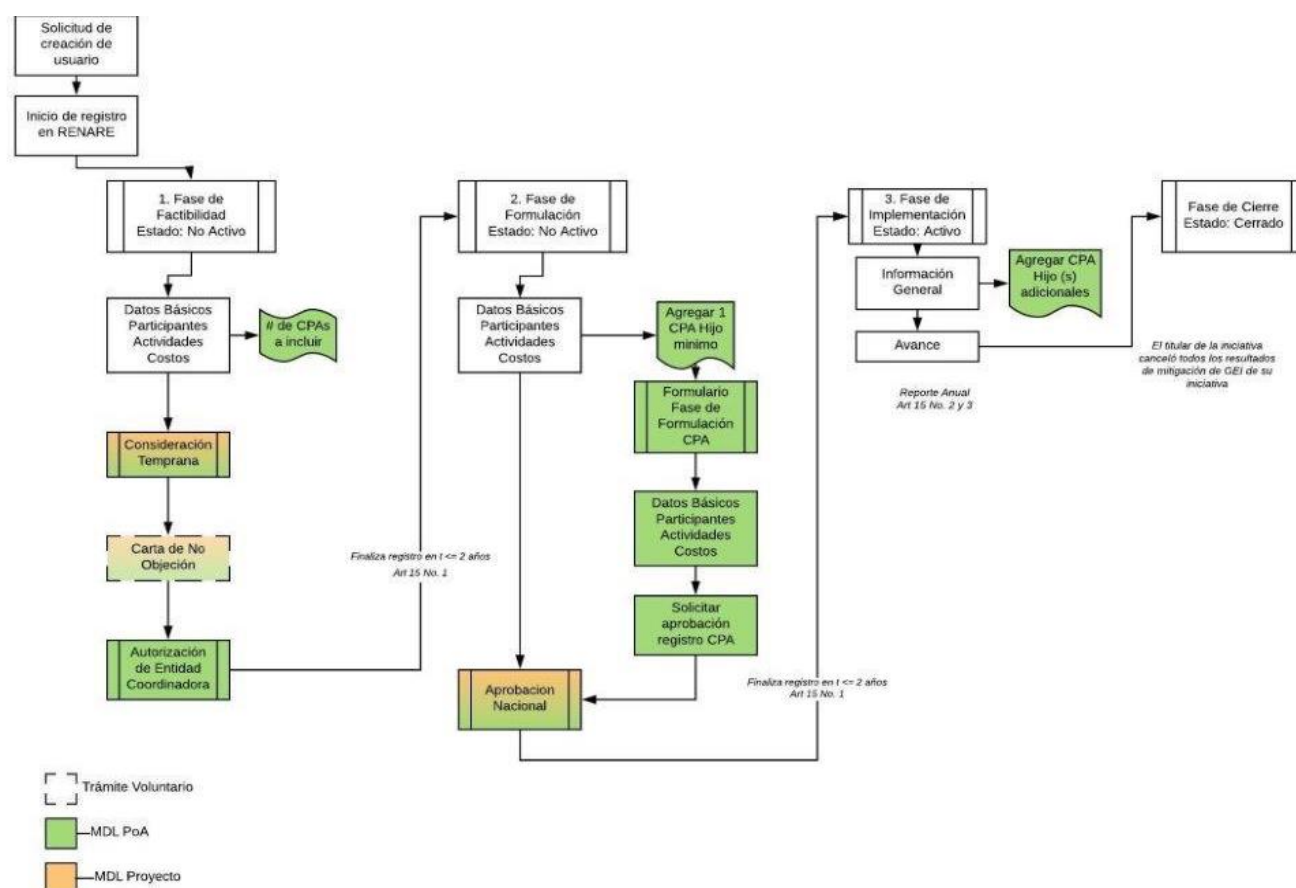 Solicitud de
creación de
usuario
Inicio de registro
en RENARE
1. Fase de
Factibilidad
Estado: No Activo
Datos Básicos
Participantes
Actividades
Costos
# de CPAs
a incluir
Consideración
Temprana
Carta de No
Objeción
Autorización
de Entidad
Coordinadora
Finaliza registro en t <= 2 años
Art 15 No. 1
2. Fase de
Formulación
Estado: No Activo
Datos Básicos
Participantes
Actividades
Costos
Agregar 1
CPA Hijo
minimo
Formulario
Fase de
Formulación
CPA
Datos Básicos
Participantes
Actividades
Costos
Solicitar
aprobación
registro CPA
Aprobacion
Nacional
Finaliza registro en t <= 2 años
Art 15 No. 1
3. Fase de
Implementación
Estado: Activo
Información
General
Agregar CPA
Hijo (s)
adicionales
Avance
Reporte Anual
Art 15 No. 2 y 3
Fase de Cierre
Estado: Cerrado
El titular de la iniciativa
canceló todos los resultados
de mitigación de GEI de su
iniciativa
Trámite Voluntario
MDL PoA
MDL Proyecto